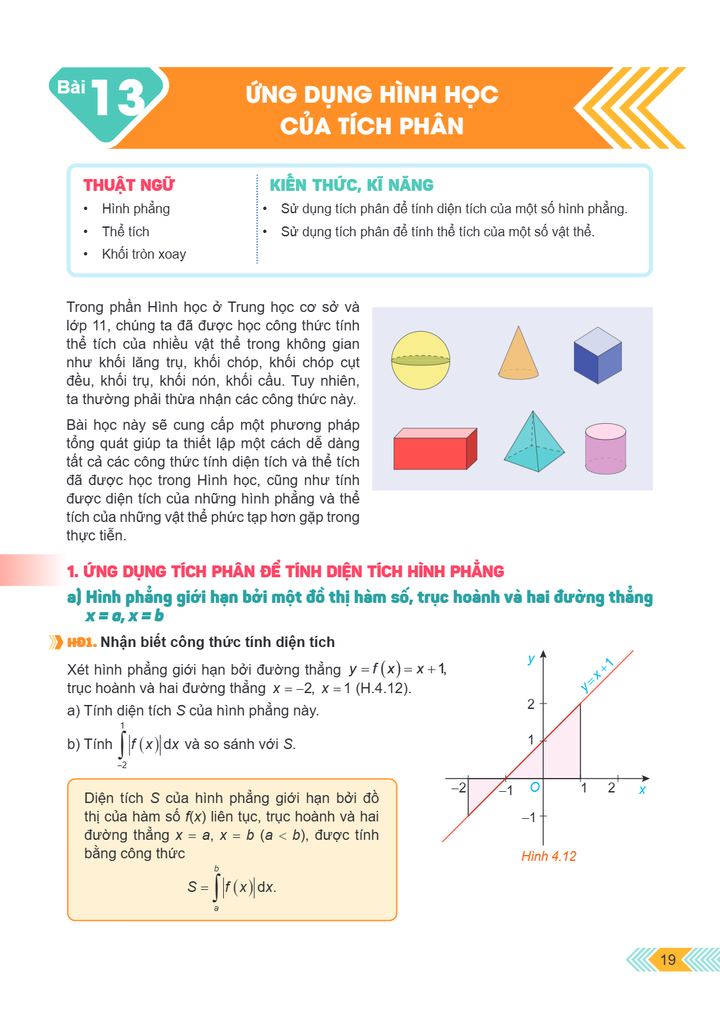 Bài 13
ỨNG DỤNG HÌNH HỌC
CỦA TÍCH PHÂN
THUẬT NGỮ
• Hình phẳng
• Thể tích
• Khối tròn xoay
KIẾN THỨC, KĨ NĂNG
• Sử dụng tích phân để tính diện tích của một số hình phẳng.
• Sử dụng tích phân để tính thể tích của một số vật thể.
Trong phần Hình học ở Trung học cơ sở và
lớp 11, chúng ta đã được học công thức tính
thể tích của nhiều vật thể trong không gian
như khối lăng trụ, khối chóp, khối chóp cụt
đều, khối trụ, khối nón, khối cầu. Tuy nhiên,
ta thường phải thừa nhận các công thức này.
Bài học này sẽ cung cấp một phương pháp
tổng quát giúp ta thiết lập một cách dễ dàng
tất cả các công thức tính diện tích và thể tích
đã được học trong Hình học, cũng như tính
được diện tích của những hình phẳng và thể
tích của những vật thể phức tạp hơn gặp trong
thực tiễn.
1. ỨNG DỤNG TÍCH PHÂN ĐỂ TÍNH DIỆN TÍCH HÌNH PHẲNG
a) Hình phẳng giới hạn bởi một đồ thị hàm số, trục hoành và hai đường thẳng
x = a, x = b
HĐ1. Nhận biết công thức tính diện tích
Xét hình phẳng giới hạn bởi đường thẳng y = f(x) = x + 1,
trục hoành và hai đường thẳng x = −2, x = 1 (H.4.12).
a) Tính diện tích S của hình phẳng này.
b) Tính ∫₋₂¹ |f(x)| dx và so sánh với S.
Diện tích S của hình phẳng giới hạn bởi đồ
thị của hàm số f(x) liên tục, trục hoành và hai
đường thẳng x = a, x = b (a < b), được tính
bằng công thức
S = ∫ₐᵇ |f(x)| dx.
y
y = x + 1
2
1
−2 −1 O 1 2 x
−1
Hình 4.12
19